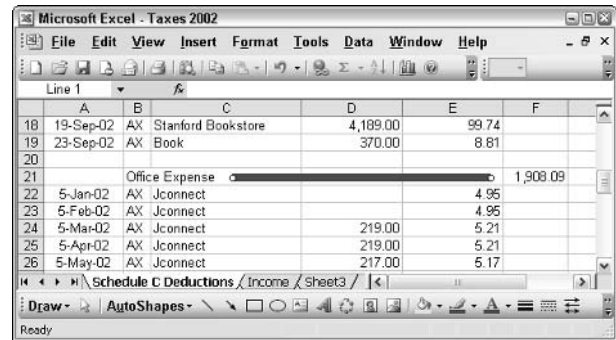 Microsoft Excel - Taxes 2002
File Edit View Insert Format Tools Data Window Help
Line 1 fx
A B C D E F
18 19-Sep-02 AX Stanford Bookstore 4,189.00 99.74
19 23-Sep-02 AX Book 370.00 8.81
20
21 Office Expense 1,908.09
22 5-Jan-02 AX Jconnect 4.95
23 5-Feb-02 AX Jconnect 4.95
24 5-Mar-02 AX Jconnect 219.00 5.21
25 5-Apr-02 AX Jconnect 219.00 5.21
26 5-May-02 AX Jconnect 217.00 5.17
Schedule C Deductions / Income / Sheet3 /
Draw AutoShapes
Ready